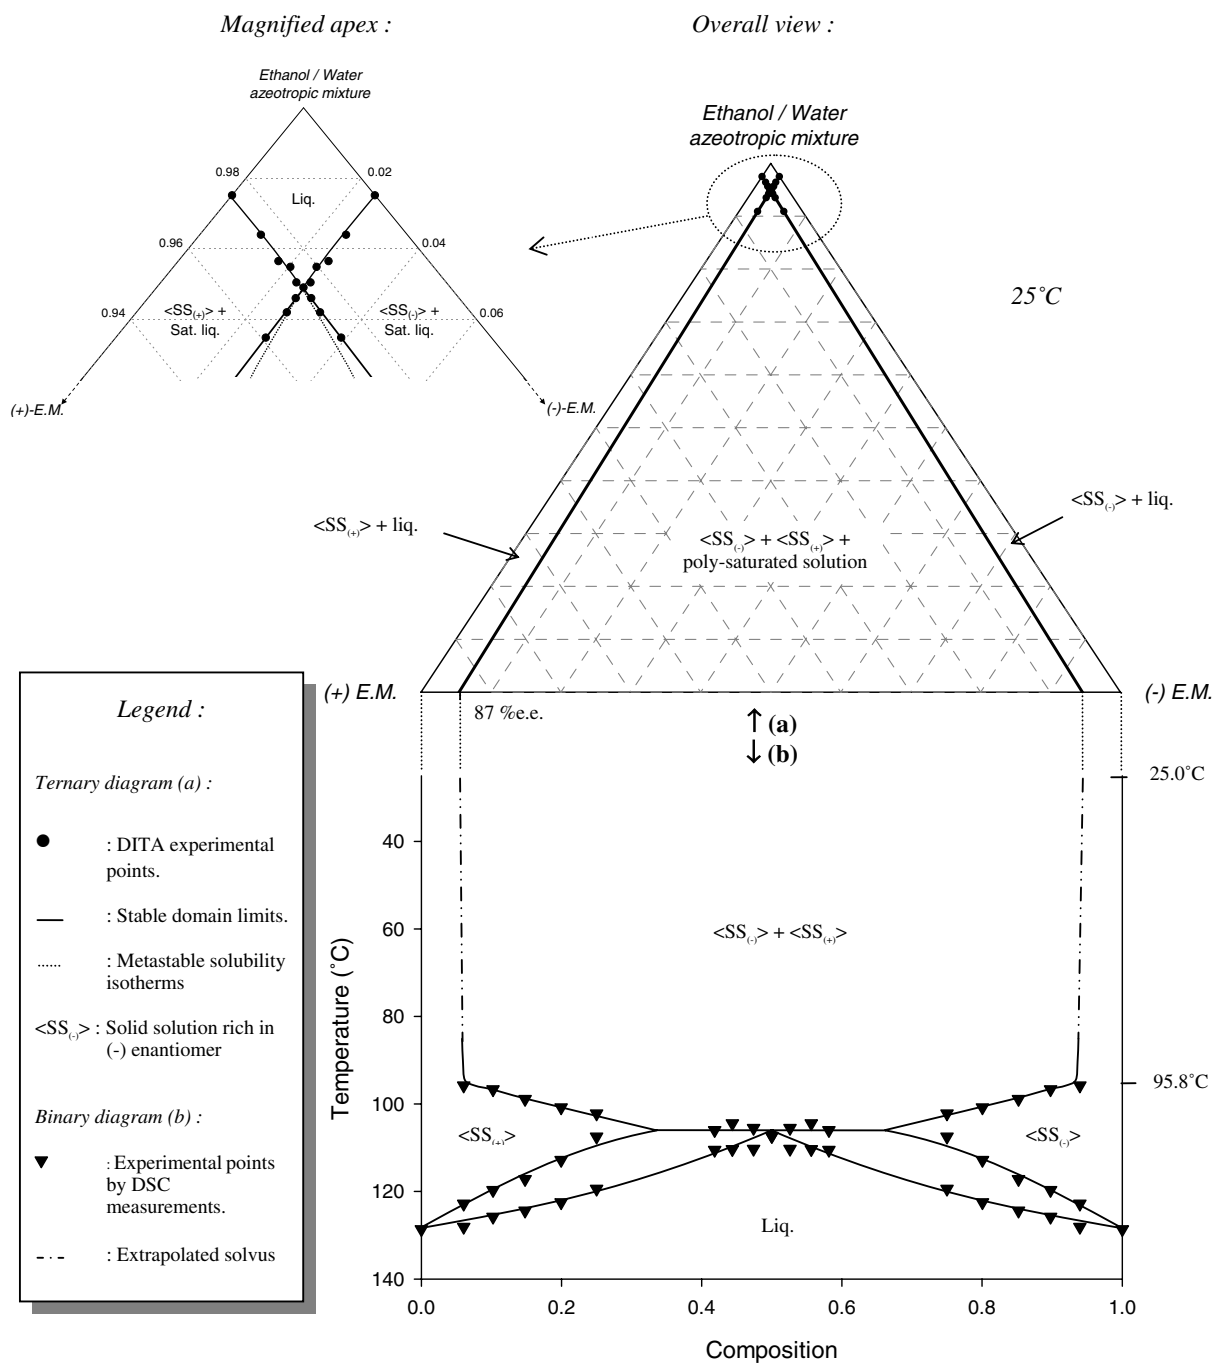 Magnified apex :
Overall view :
Ethanol / Water
azeotropic mixture
0.98
0.02
Liq.
0.96
0.04
<SS(+)> +
Sat. liq.
<SS(-)> +
Sat. liq.
0.94
0.06
(+)-E.M.
(-)-E.M.
Ethanol / Water
azeotropic mixture
25°C
<SS(+)> + liq.
<SS(-)> + liq.
<SS(-)> + <SS(+)> +
poly-saturated solution
(+) E.M.
(-) E.M.
87 %e.e.
↑ (a)
↓ (b)
Legend :
Ternary diagram (a) :
: DITA experimental
points.
: Stable domain limits.
: Metastable solubility
isotherms
<SS(-)> : Solid solution rich in
(-) enantiomer
Binary diagram (b) :
: Experimental points
by DSC
measurements.
: Extrapolated solvus
25.0°C
95.8°C
Temperature (°C)
40
60
80
100
120
140
<SS(-)> + <SS(+)>
<SS(+)>
<SS(-)>
Liq.
0.0
0.2
0.4
0.6
0.8
1.0
Composition